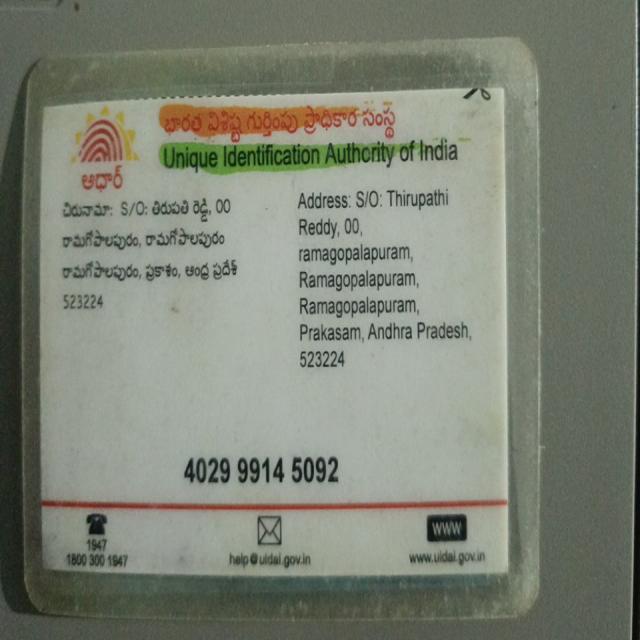 భారత విశిష్ట గుర్తింపు ప్రాధికార సంస్థ
Unique Identification Authority of India
ఆధార్
చిరునామా: S/O: తిరుపతి రెడ్డి, 00
రామగోపాలపురం, రామగోపాలపురం
రామగోపాలపురం, ప్రకాశం, ఆంధ్ర ప్రదేశ్
523224
Address: S/O: Thirupathi
Reddy, 00,
ramagopalapuram,
Ramagopalapuram,
Ramagopalapuram,
Prakasam, Andhra Pradesh,
523224
4029 9914 5092
1947
1800 300 1947
help@uidai.gov.in
WWW
www.uidai.gov.in